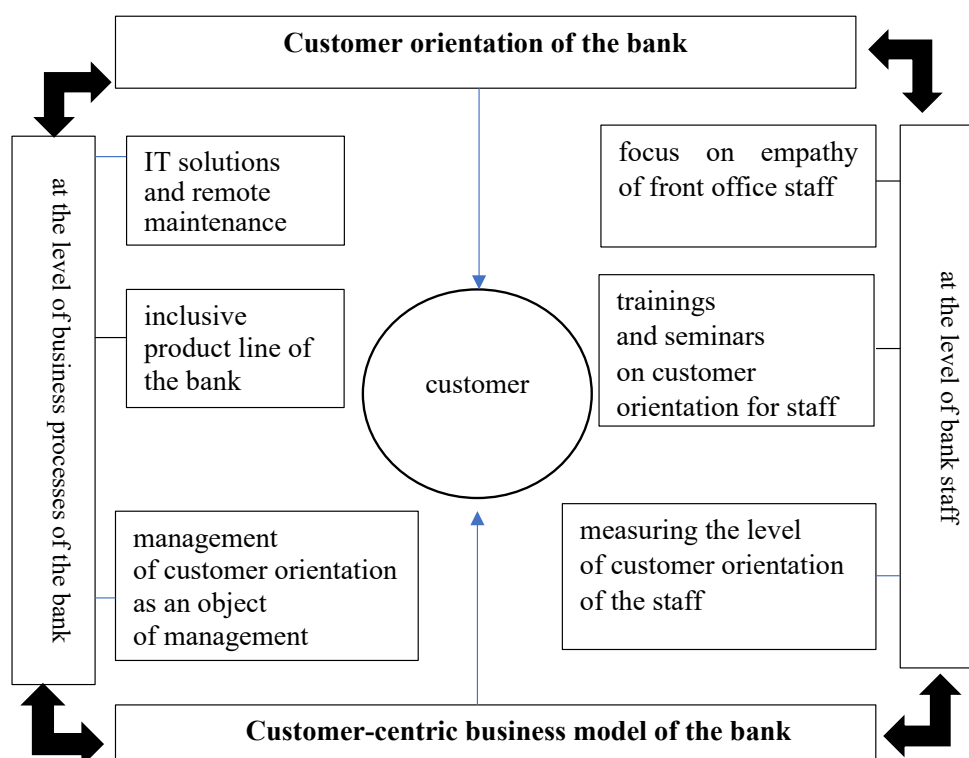 Customer orientation of the bank
at the level of business processes of the bank
IT solutions
and remote
maintenance
inclusive
product line of
the bank
management
of customer orientation
as an object
of management
customer
focus on empathy
of front office staff
trainings
and seminars
on customer
orientation for staff
measuring the level
of customer orientation
of the staff
at the level of bank staff
Customer-centric business model of the bank